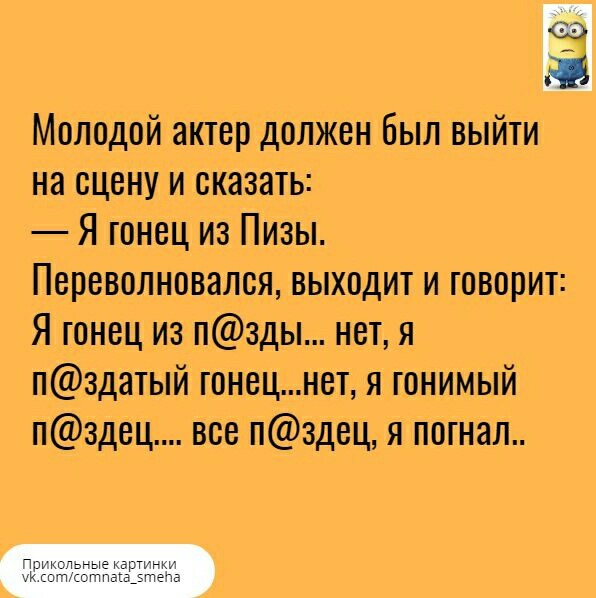 Молодой актер должен был выйти
на сцену и сказать:
— Я гонец из Пизы.
Переволновался, выходит и говорит:
Я гонец из п@зды... нет, я
п@здатый гонец...нет, я гонимый
п@здец.... все п@здец, я погнал..
Прикольные картинки
vk.com/comnata_smeha